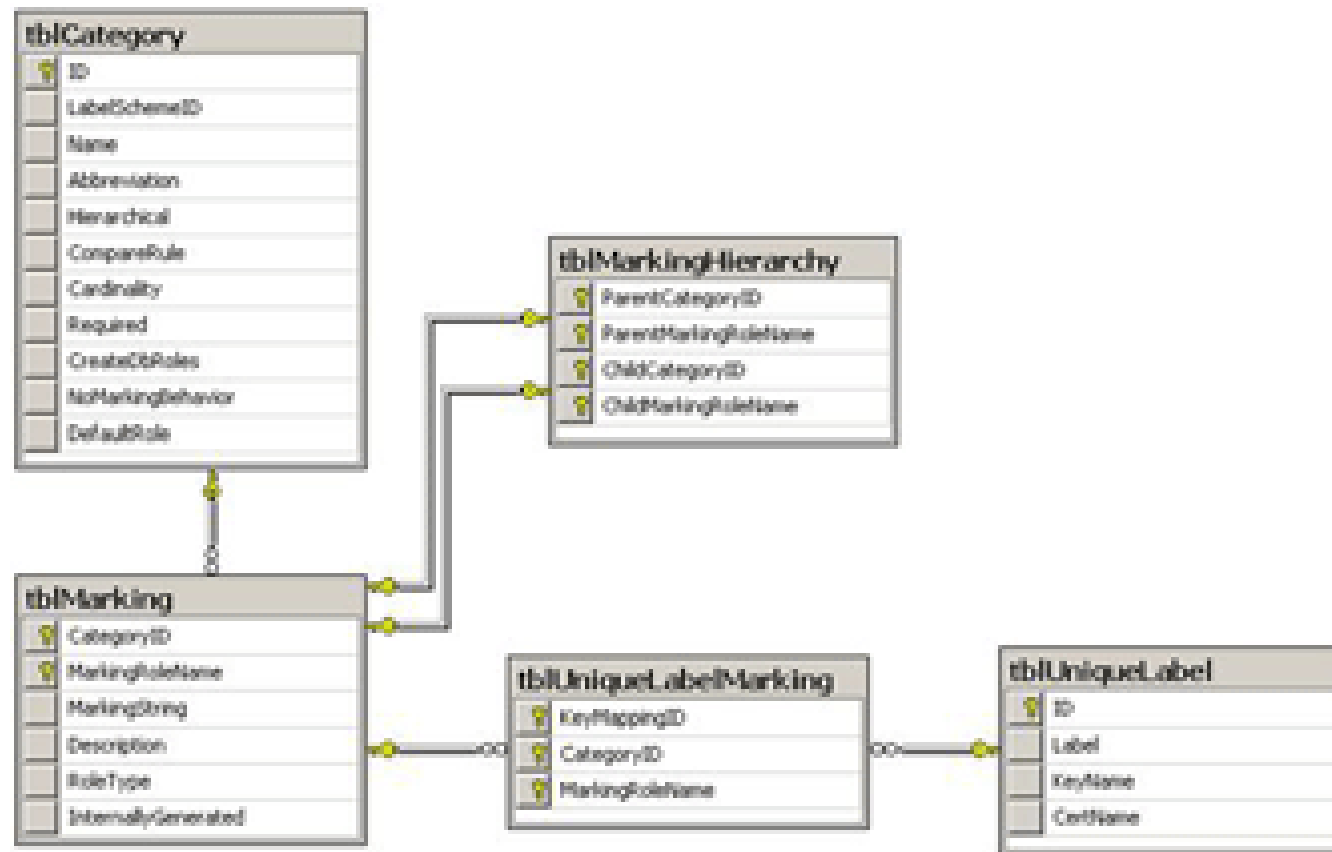 tblCategory
ID
LabelSchemeID
Name
Abbreviation
Hierarchical
CompareRule
Cardinality
Required
CreateDbRoles
NoMarkingBehavior
DefaultRole
tblMarkingHierarchy
ParentCategoryID
ParentMarkingRoleName
ChildCategoryID
ChildMarkingRoleName
tblMarking
CategoryID
MarkingRoleName
MarkingString
Description
RoleType
InternallyGenerated
tblUniqueLabelMarking
KeyMappingID
CategoryID
MarkingRoleName
tblUniqueLabel
ID
Label
KeyName
CertName